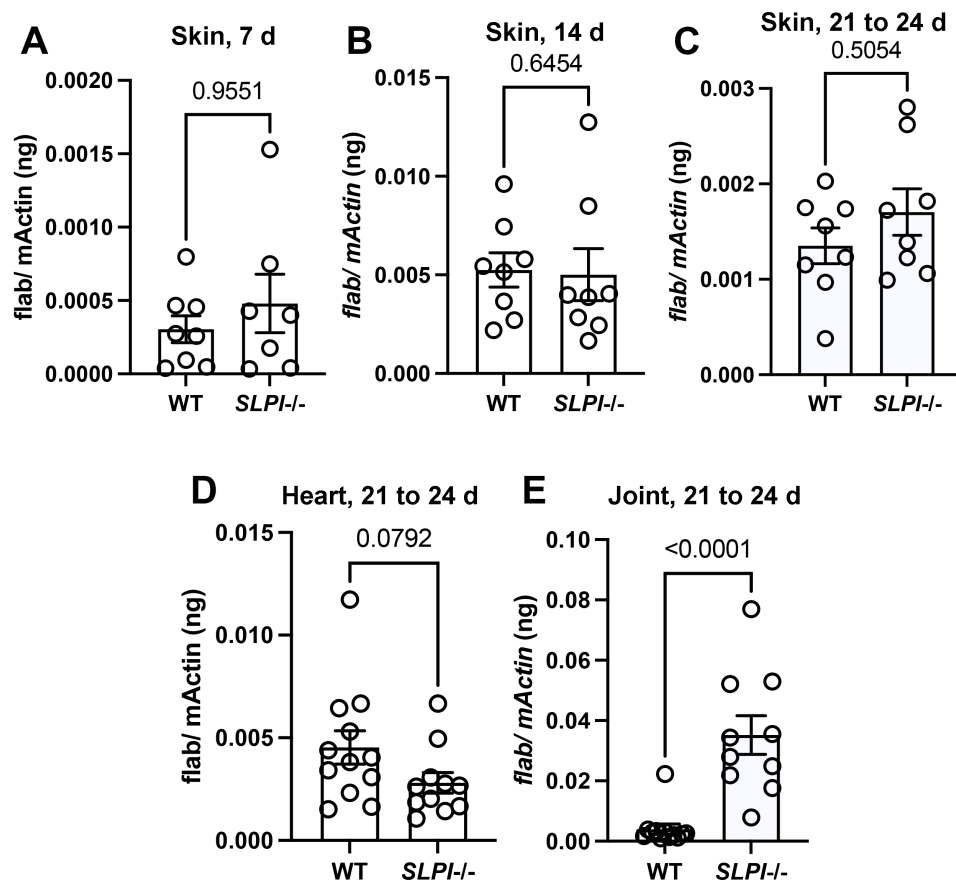 A
Skin, 7 d
0.9551
flab/ mActin (ng)
0.0020
0.0015
0.0010
0.0005
0.0000
WT
SLPI-/-
B
Skin, 14 d
0.6454
flab/ mActin (ng)
0.015
0.010
0.005
0.000
WT
SLPI-/-
C
Skin, 21 to 24 d
0.5054
flab/ mActin (ng)
0.003
0.002
0.001
0.000
WT
SLPI-/-
D
Heart, 21 to 24 d
0.0792
flab/ mActin (ng)
0.015
0.010
0.005
0.000
WT
SLPI-/-
E
Joint, 21 to 24 d
<0.0001
flab/ mActin (ng)
0.10
0.08
0.06
0.04
0.02
0.00
WT
SLPI-/-